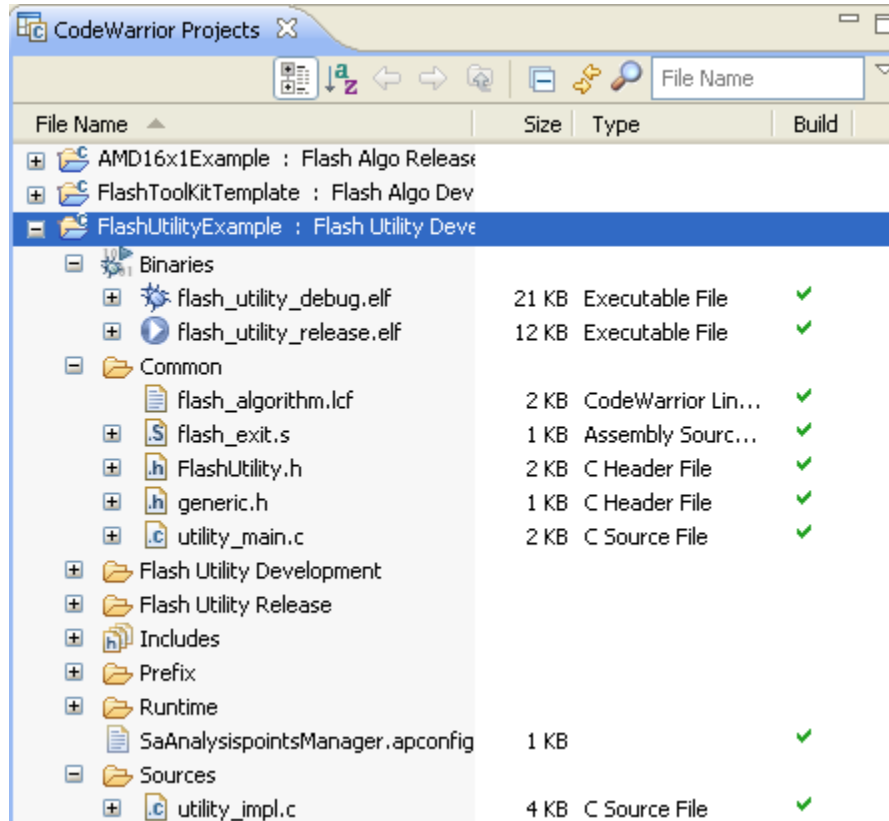 CodeWarrior Projects
File Name
File Name Size Type Build
AMD16x1Example : Flash Algo Release
FlashToolKitTemplate : Flash Algo Dev
FlashUtilityExample : Flash Utility Deve
Binaries
flash_utility_debug.elf 21 KB Executable File
flash_utility_release.elf 12 KB Executable File
Common
flash_algorithm.lcf 2 KB CodeWarrior Lin...
.S flash_exit.s 1 KB Assembly Sourc...
.h FlashUtility.h 2 KB C Header File
.h generic.h 1 KB C Header File
.c utility_main.c 2 KB C Source File
Flash Utility Development
Flash Utility Release
Includes
Prefix
Runtime
SaAnalysispointsManager.apconfig 1 KB
Sources
.c utility_impl.c 4 KB C Source File